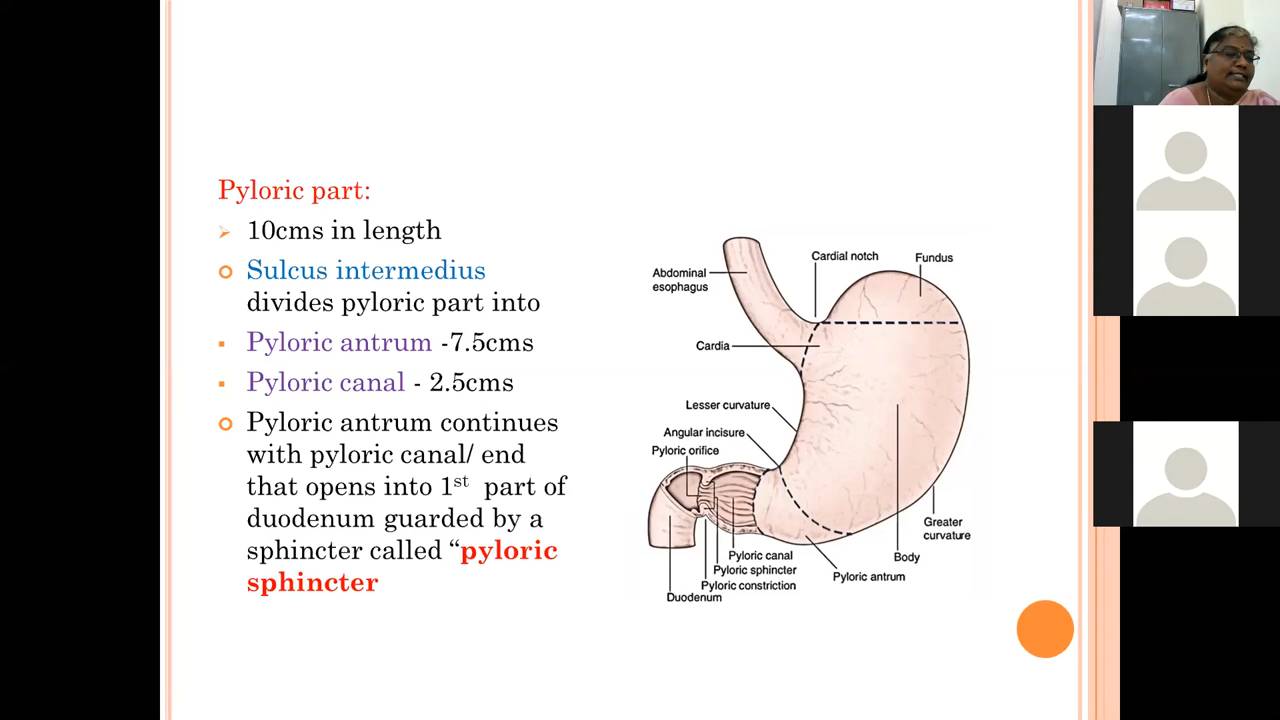 Pyloric part:
10cms in length
Sulcus intermedius
divides pyloric part into
Pyloric antrum -7.5cms
Pyloric canal - 2.5cms
Pyloric antrum continues
with pyloric canal/ end
that opens into 1st part of
duodenum guarded by a
sphincter called “pyloric
sphincter
Cardial notch
Fundus
Abdominal
esophagus
Cardia
Lesser curvature
Angular incisure
Pyloric orifice
Greater
curvature
Body
Pyloric canal
Pyloric sphincter
Pyloric antrum
Pyloric constriction
Duodenum